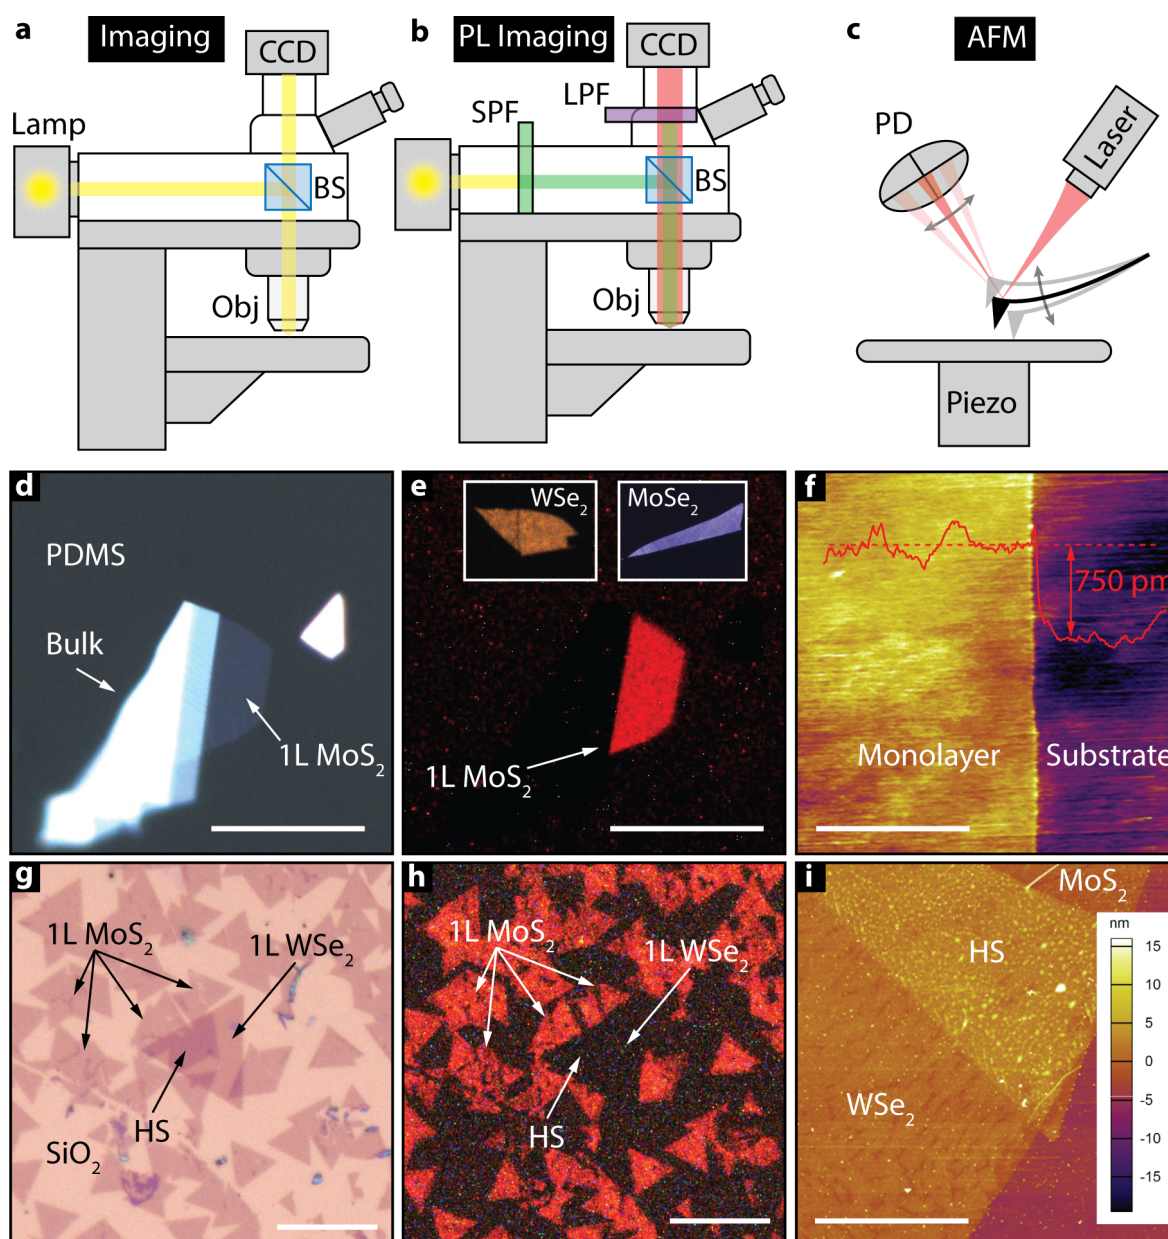 a
Imaging
CCD
Lamp
BS
Obj
b
PL Imaging
CCD
LPF
SPF
BS
Obj
c
AFM
PD
Laser
Piezo
d
PDMS
Bulk
1L MoS₂
e
WSe₂
MoSe₂
1L MoS₂
f
750 pm
Monolayer
Substrate
g
1L MoS₂
1L WSe₂
HS
SiO₂
h
1L MoS₂
1L WSe₂
HS
i
MoS₂
HS
WSe₂
nm
15
10
5
0
-5
-10
-15